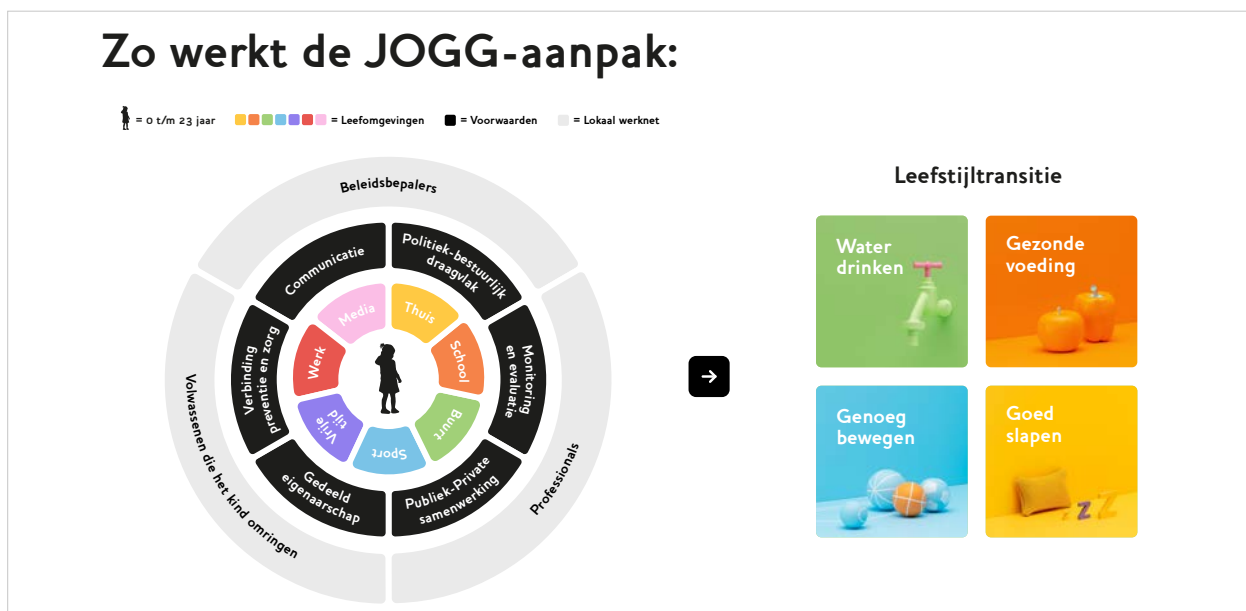 Zo werkt de JOGG-aanpak:
= 0 t/m 23 jaar
= Leefomgevingen
= Voorwaarden
= Lokaal werknet
Beleidsbepalers
Professionals
Volwassenen die het kind omringen
Communicatie
Politiek-bestuurlijk
draagvlak
Monitoring
en evaluatie
Publiek-Private
samenwerking
Gedeeld
eigenaarschap
Verbinding
preventie en zorg
Media
Thuis
School
Buurt
Sport
Vrije
tijd
Werk
Leefstijltransitie
Water
drinken
Gezonde
voeding
Genoeg
bewegen
Goed
slapen
z z Z